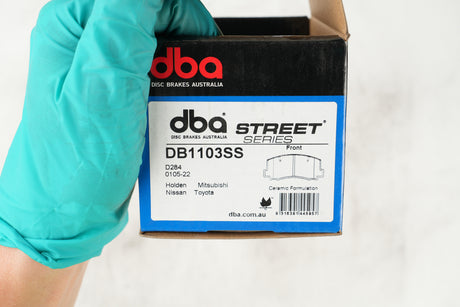 dba
DISC BRAKES AUSTRALIA
dba STREET
DISC BRAKES AUSTRALIA SERIES
DB1103SS Front
D284
0105-22
Holden Mitsubishi Ceramic Formulation
Nissan Toyota
dba.com.au